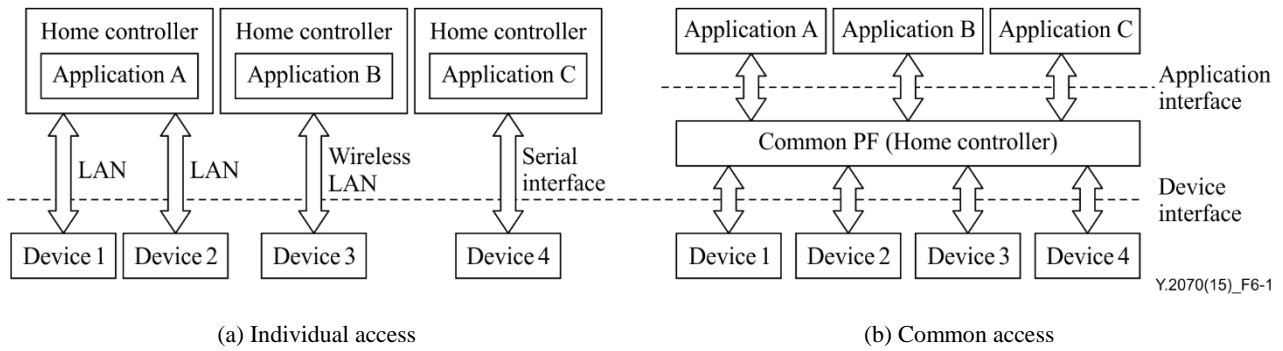 Home controller
Application A
Home controller
Application B
Home controller
Application C
LAN
LAN
Wireless
LAN
Serial
interface
Device 1
Device 2
Device 3
Device 4
(a) Individual access
Application A
Application B
Application C
Application
interface
Common PF (Home controller)
Device
interface
Device 1
Device 2
Device 3
Device 4
Y.2070(15)_F6-1
(b) Common access